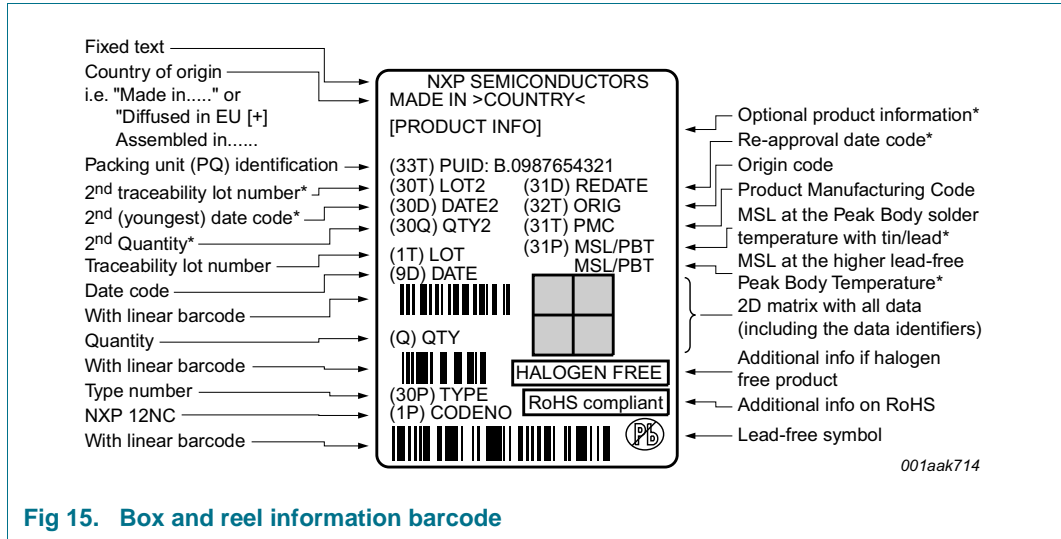 Fixed text
Country of origin
i.e. "Made in....." or
"Diffused in EU [+]
Assembled in......
Packing unit (PQ) identification
2nd traceability lot number*
2nd (youngest) date code*
2nd Quantity*
Traceability lot number
Date code
With linear barcode
Quantity
With linear barcode
Type number
NXP 12NC
With linear barcode
NXP SEMICONDUCTORS
MADE IN >COUNTRY<
[PRODUCT INFO]
(33T) PUID: B.0987654321
(30T) LOT2 (31D) REDATE
(30D) DATE2 (32T) ORIG
(30Q) QTY2 (31T) PMC
(31P) MSL/PBT
(1T) LOT MSL/PBT
(9D) DATE
(Q) QTY
HALOGEN FREE
(30P) TYPE
(1P) CODENO
RoHS compliant
Pb
Optional product information*
Re-approval date code*
Origin code
Product Manufacturing Code
MSL at the Peak Body solder
temperature with tin/lead*
MSL at the higher lead-free
Peak Body Temperature*
2D matrix with all data
(including the data identifiers)
Additional info if halogen
free product
Additional info on RoHS
Lead-free symbol
001aak714
Fig 15. Box and reel information barcode